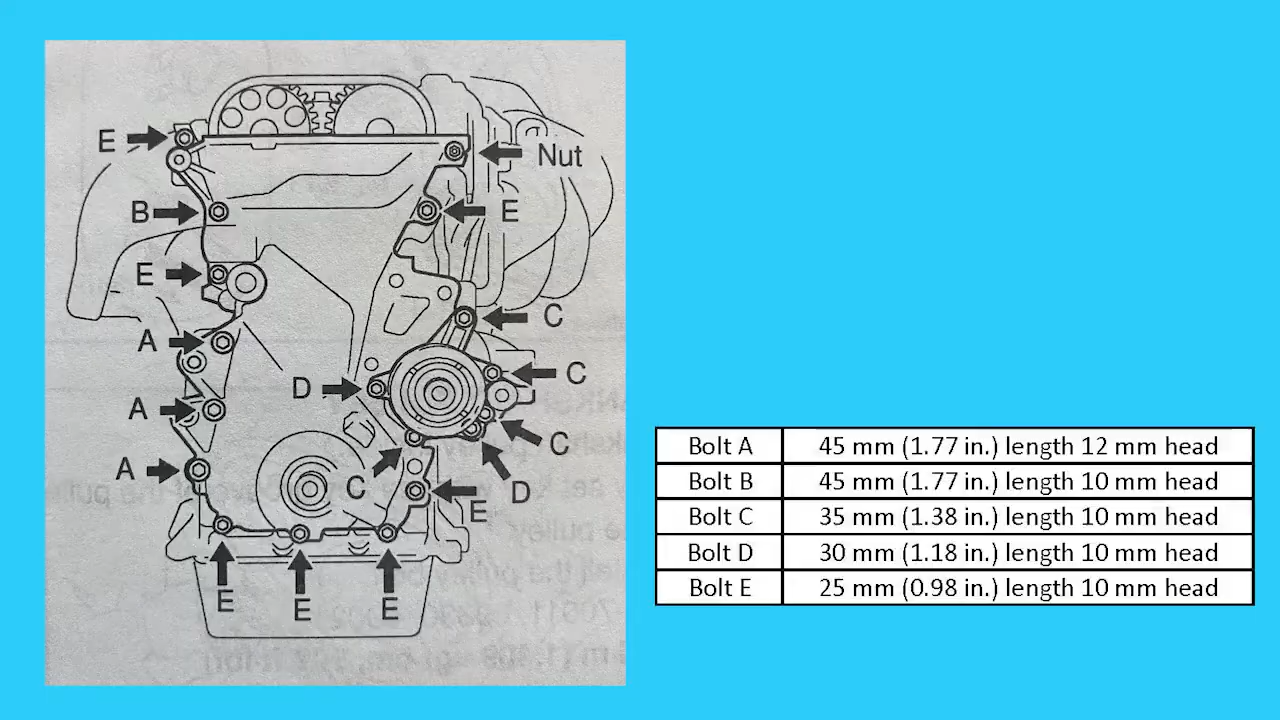 E
Nut
B
E
E
C
A
C
D
A
C
A
C
D
E
E
E
E
Bolt A 45 mm (1.77 in.) length 12 mm head
Bolt B 45 mm (1.77 in.) length 10 mm head
Bolt C 35 mm (1.38 in.) length 10 mm head
Bolt D 30 mm (1.18 in.) length 10 mm head
Bolt E 25 mm (0.98 in.) length 10 mm head